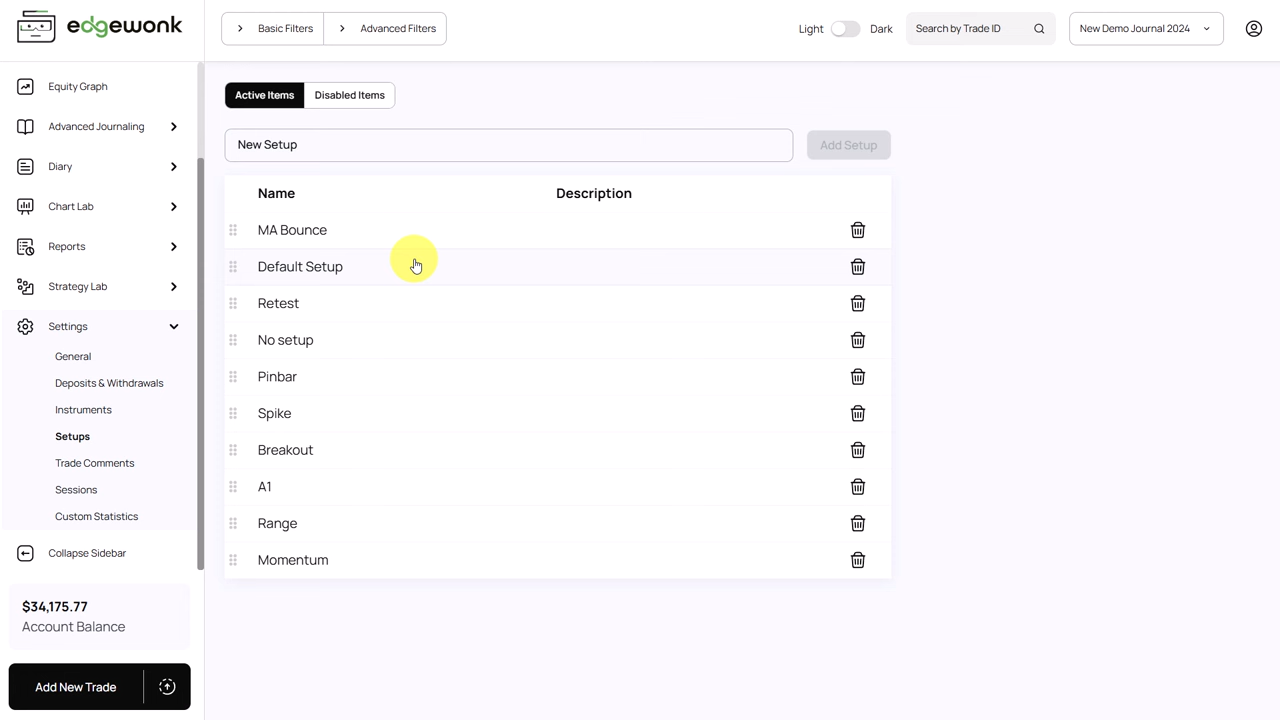 edgewonk
Basic Filters
Advanced Filters
Light
Dark
Search by Trade ID
New Demo Journal 2024
Equity Graph
Advanced Journaling
Diary
Chart Lab
Reports
Strategy Lab
Settings
General
Deposits & Withdrawals
Instruments
Setups
Trade Comments
Sessions
Custom Statistics
Collapse Sidebar
$34,175.77
Account Balance
Add New Trade
Active Items
Disabled Items
New Setup
Add Setup
Name Description
MA Bounce
Default Setup
Retest
No setup
Pinbar
Spike
Breakout
A1
Range
Momentum